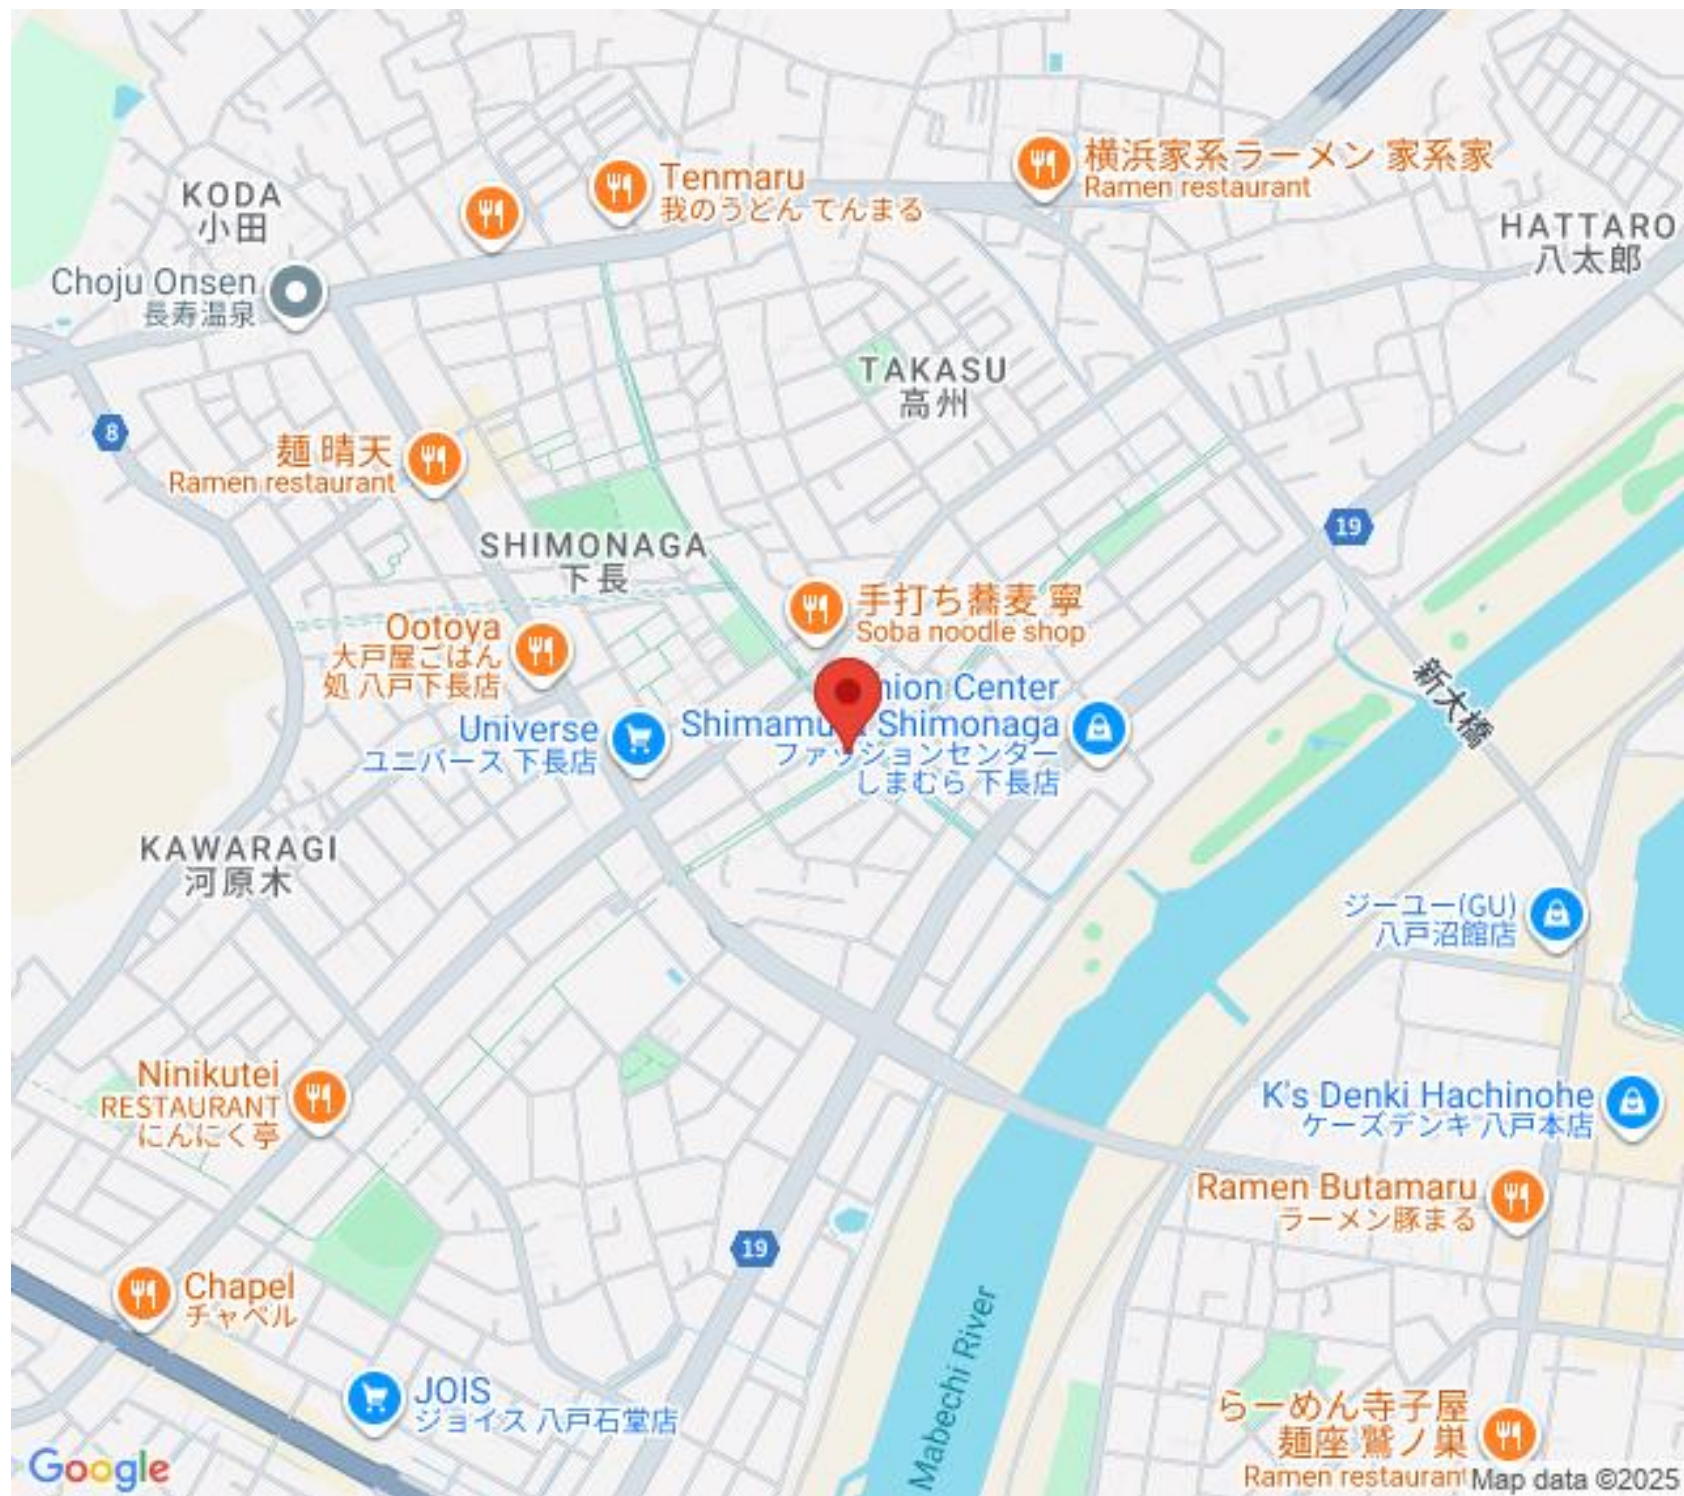 横浜家系ラーメン 家系家
Ramen restaurant
Tenmaru
我のうどん てんまる
KODA
小田
HATTARO
八太郎
Choju Onsen
長寿温泉
TAKASU
高州
8
麺 晴天
Ramen restaurant
19
SHIMONAGA
下長
手打ち蕎麦 寧
Soba noodle shop
Ootoya
大戸屋ごはん
処 八戸下長店
新大橋
hion Center
Shimamu Shimonaga
ファッションセンター
しまむら 下長店
Universe
ユニバース 下長店
KAWARAGI
河原木
ジーユー(GU)
八戸沼館店
Ninikutei
RESTAURANT
にんにく亭
K's Denki Hachinohe
ケーズデンキ 八戸本店
Ramen Butamaru
ラーメン豚まる
19
Chapel
チャペル
Mabechi River
JOIS
ジョイス 八戸石堂店
らーめん寺子屋
麺座 鷲ノ巣
Ramen restaurant
Google
Map data ©2025